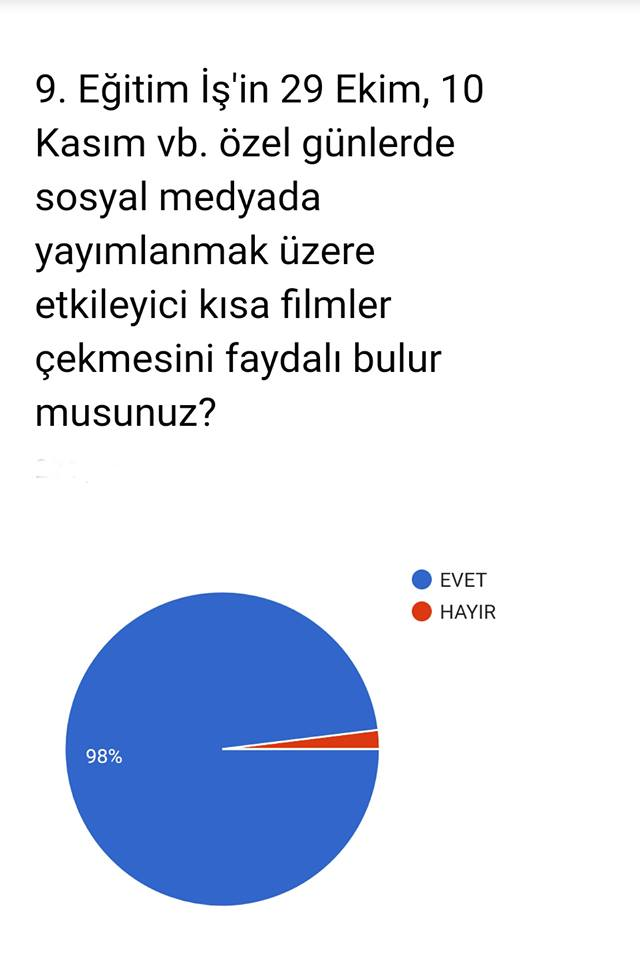 9. Eğitim İş'in 29 Ekim, 10
Kasım vb. özel günlerde
sosyal medyada
yayımlanmak üzere
etkileyici kısa filmler
çekmesini faydalı bulur
musunuz?
EVET
HAYIR
98%